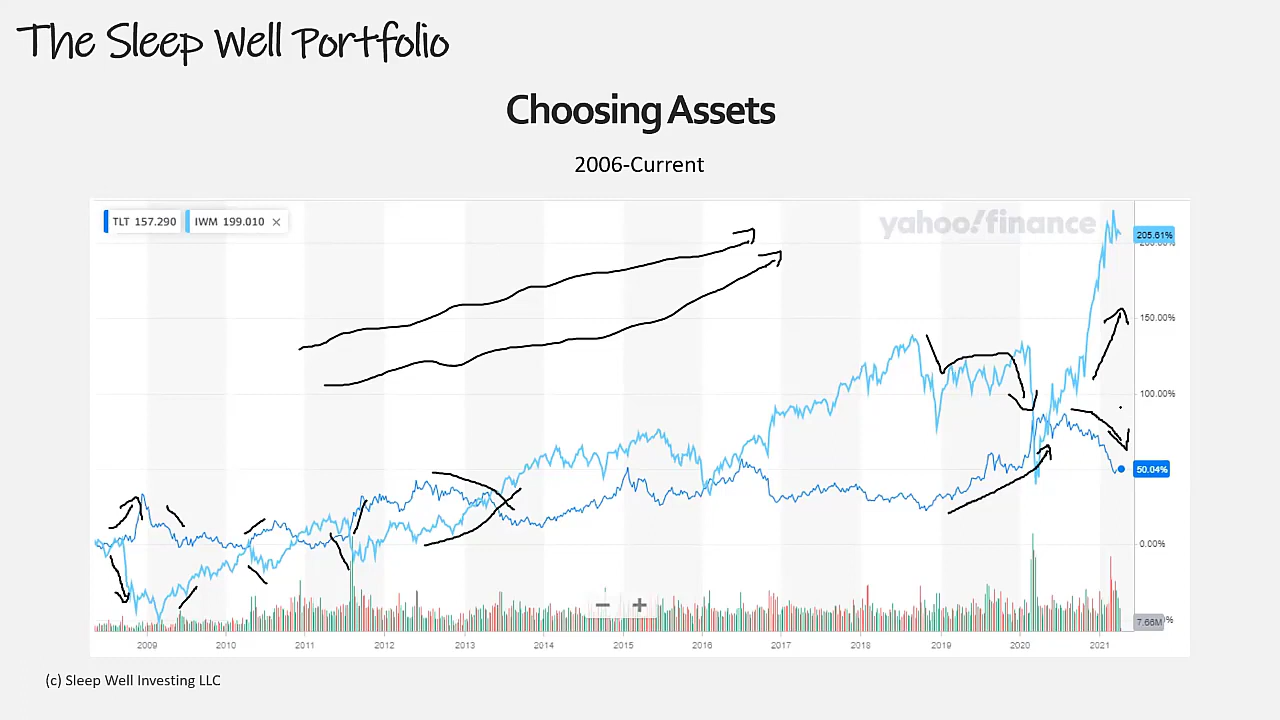 The Sleep Well Portfolio
Choosing Assets
2006-Current
TLT 157.290 IWM 199.010 ×
yahoo!finance
205.61%
150.00%
100.00%
50.04%
0.00%
7.66M
2009 2010 2011 2012 2013 2014 2015 2016 2017 2018 2019 2020 2021
(c) Sleep Well Investing LLC